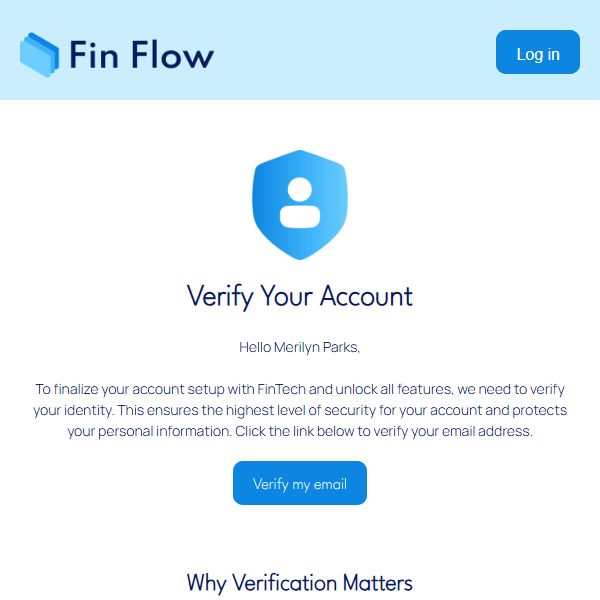 Fin Flow
Log in
Verify Your Account
Hello Merilyn Parks,
To finalize your account setup with FinTech and unlock all features, we need to verify
your identity. This ensures the highest level of security for your account and protects
your personal information. Click the link below to verify your email address.
Verify my email
Why Verification Matters